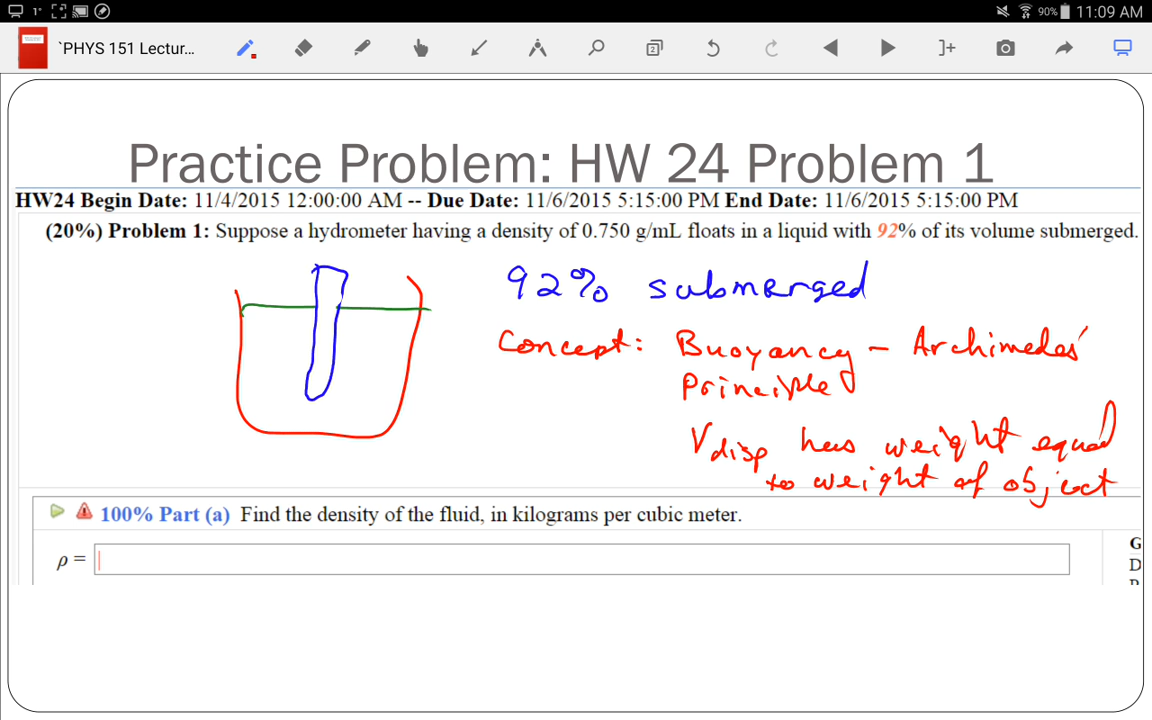 1°
90%
11:09 AM
`PHYS 151 Lectur...
2
]+
Practice Problem: HW 24 Problem 1
HW24 Begin Date: 11/4/2015 12:00:00 AM -- Due Date: 11/6/2015 5:15:00 PM End Date: 11/6/2015 5:15:00 PM
(20%) Problem 1: Suppose a hydrometer having a density of 0.750 g/mL floats in a liquid with 92% of its volume submerged.
92% submerged
Concept: Buoyancy – Archimedes'
Principle
Vdisp has weight equal
to weight of object
100% Part (a) Find the density of the fluid, in kilograms per cubic meter.
ρ =
G
D